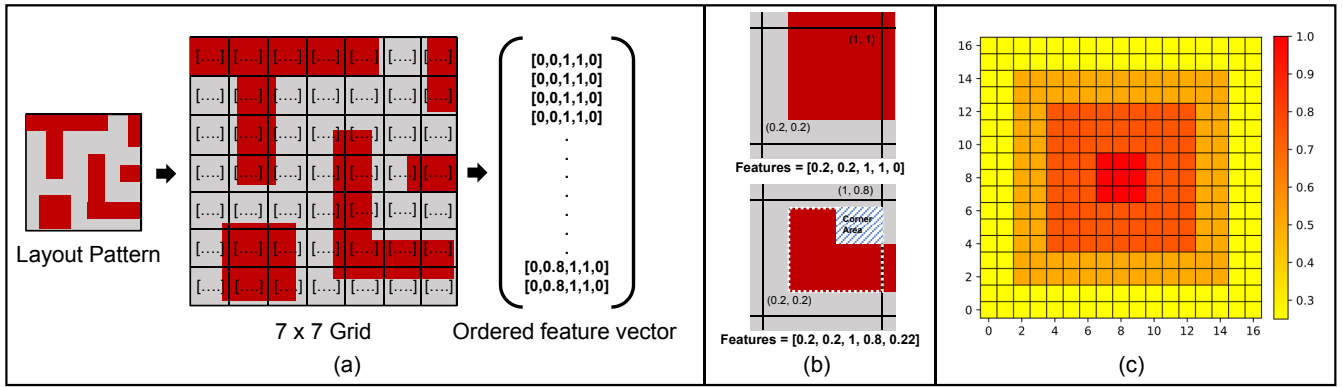 Layout Pattern
[....] [....] [....] [....] [....] [....] [....]
[....] [....] [....] [....] [....] [....] [....]
[....] [....] [....] [....] [....] [....] [....]
[....] [....] [....] [....] [....] [....] [....]
[....] [....] [....] [....] [....] [....] [....]
[....] [....] [....] [....] [....] [....] [....]
[....] [....] [....] [....] [....] [....] [....]
7 x 7 Grid
[0,0,1,1,0]
[0,0,1,1,0]
[0,0,1,1,0]
[0,0,1,1,0]
.
.
.
.
.
.
.
[0,0.8,1,1,0]
[0,0.8,1,1,0]
Ordered feature vector
(a)
(1, 1)
(0.2, 0.2)
Features = [0.2, 0.2, 1, 1, 0]
(1, 0.8)
Corner
Area
(0.2, 0.2)
Features = [0.2, 0.2, 1, 0.8, 0.22]
(b)
16
14
12
10
8
6
4
2
0
0 2 4 6 8 10 12 14 16
1.0
0.9
0.8
0.7
0.6
0.5
0.4
0.3
(c)